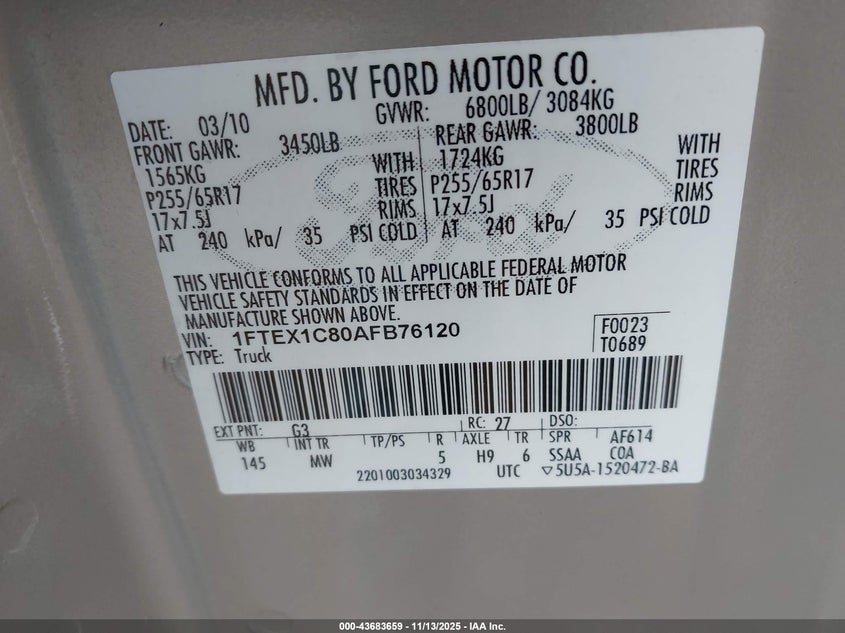 MFD. BY FORD MOTOR CO.
DATE: 03/10 GVWR: 6800LB/ 3084KG
FRONT GAWR: 3450LB REAR GAWR: 3800LB
1565KG WITH 1724KG WITH
P255/65R17 TIRES P255/65R17 TIRES
17x7.5J RIMS 17x7.5J RIMS
AT 240 kPa/ 35 PSI COLD AT 240 kPa/ 35 PSI COLD
Ford
THIS VEHICLE CONFORMS TO ALL APPLICABLE FEDERAL MOTOR
VEHICLE SAFETY STANDARDS IN EFFECT ON THE DATE OF
MANUFACTURE SHOWN ABOVE.
VIN: 1FTEX1C80AFB76120 F0023
TYPE: Truck T0689
EXT PNT: G3 RC: 27 DSO:
WB INT TR TP/PS R AXLE TR SPR AF614
145 MW 5 H9 6 SSAA COA
2201003034329 UTC ▽5U5A-1520472-BA
000-43683659 - 11/13/2025 - IAA Inc.